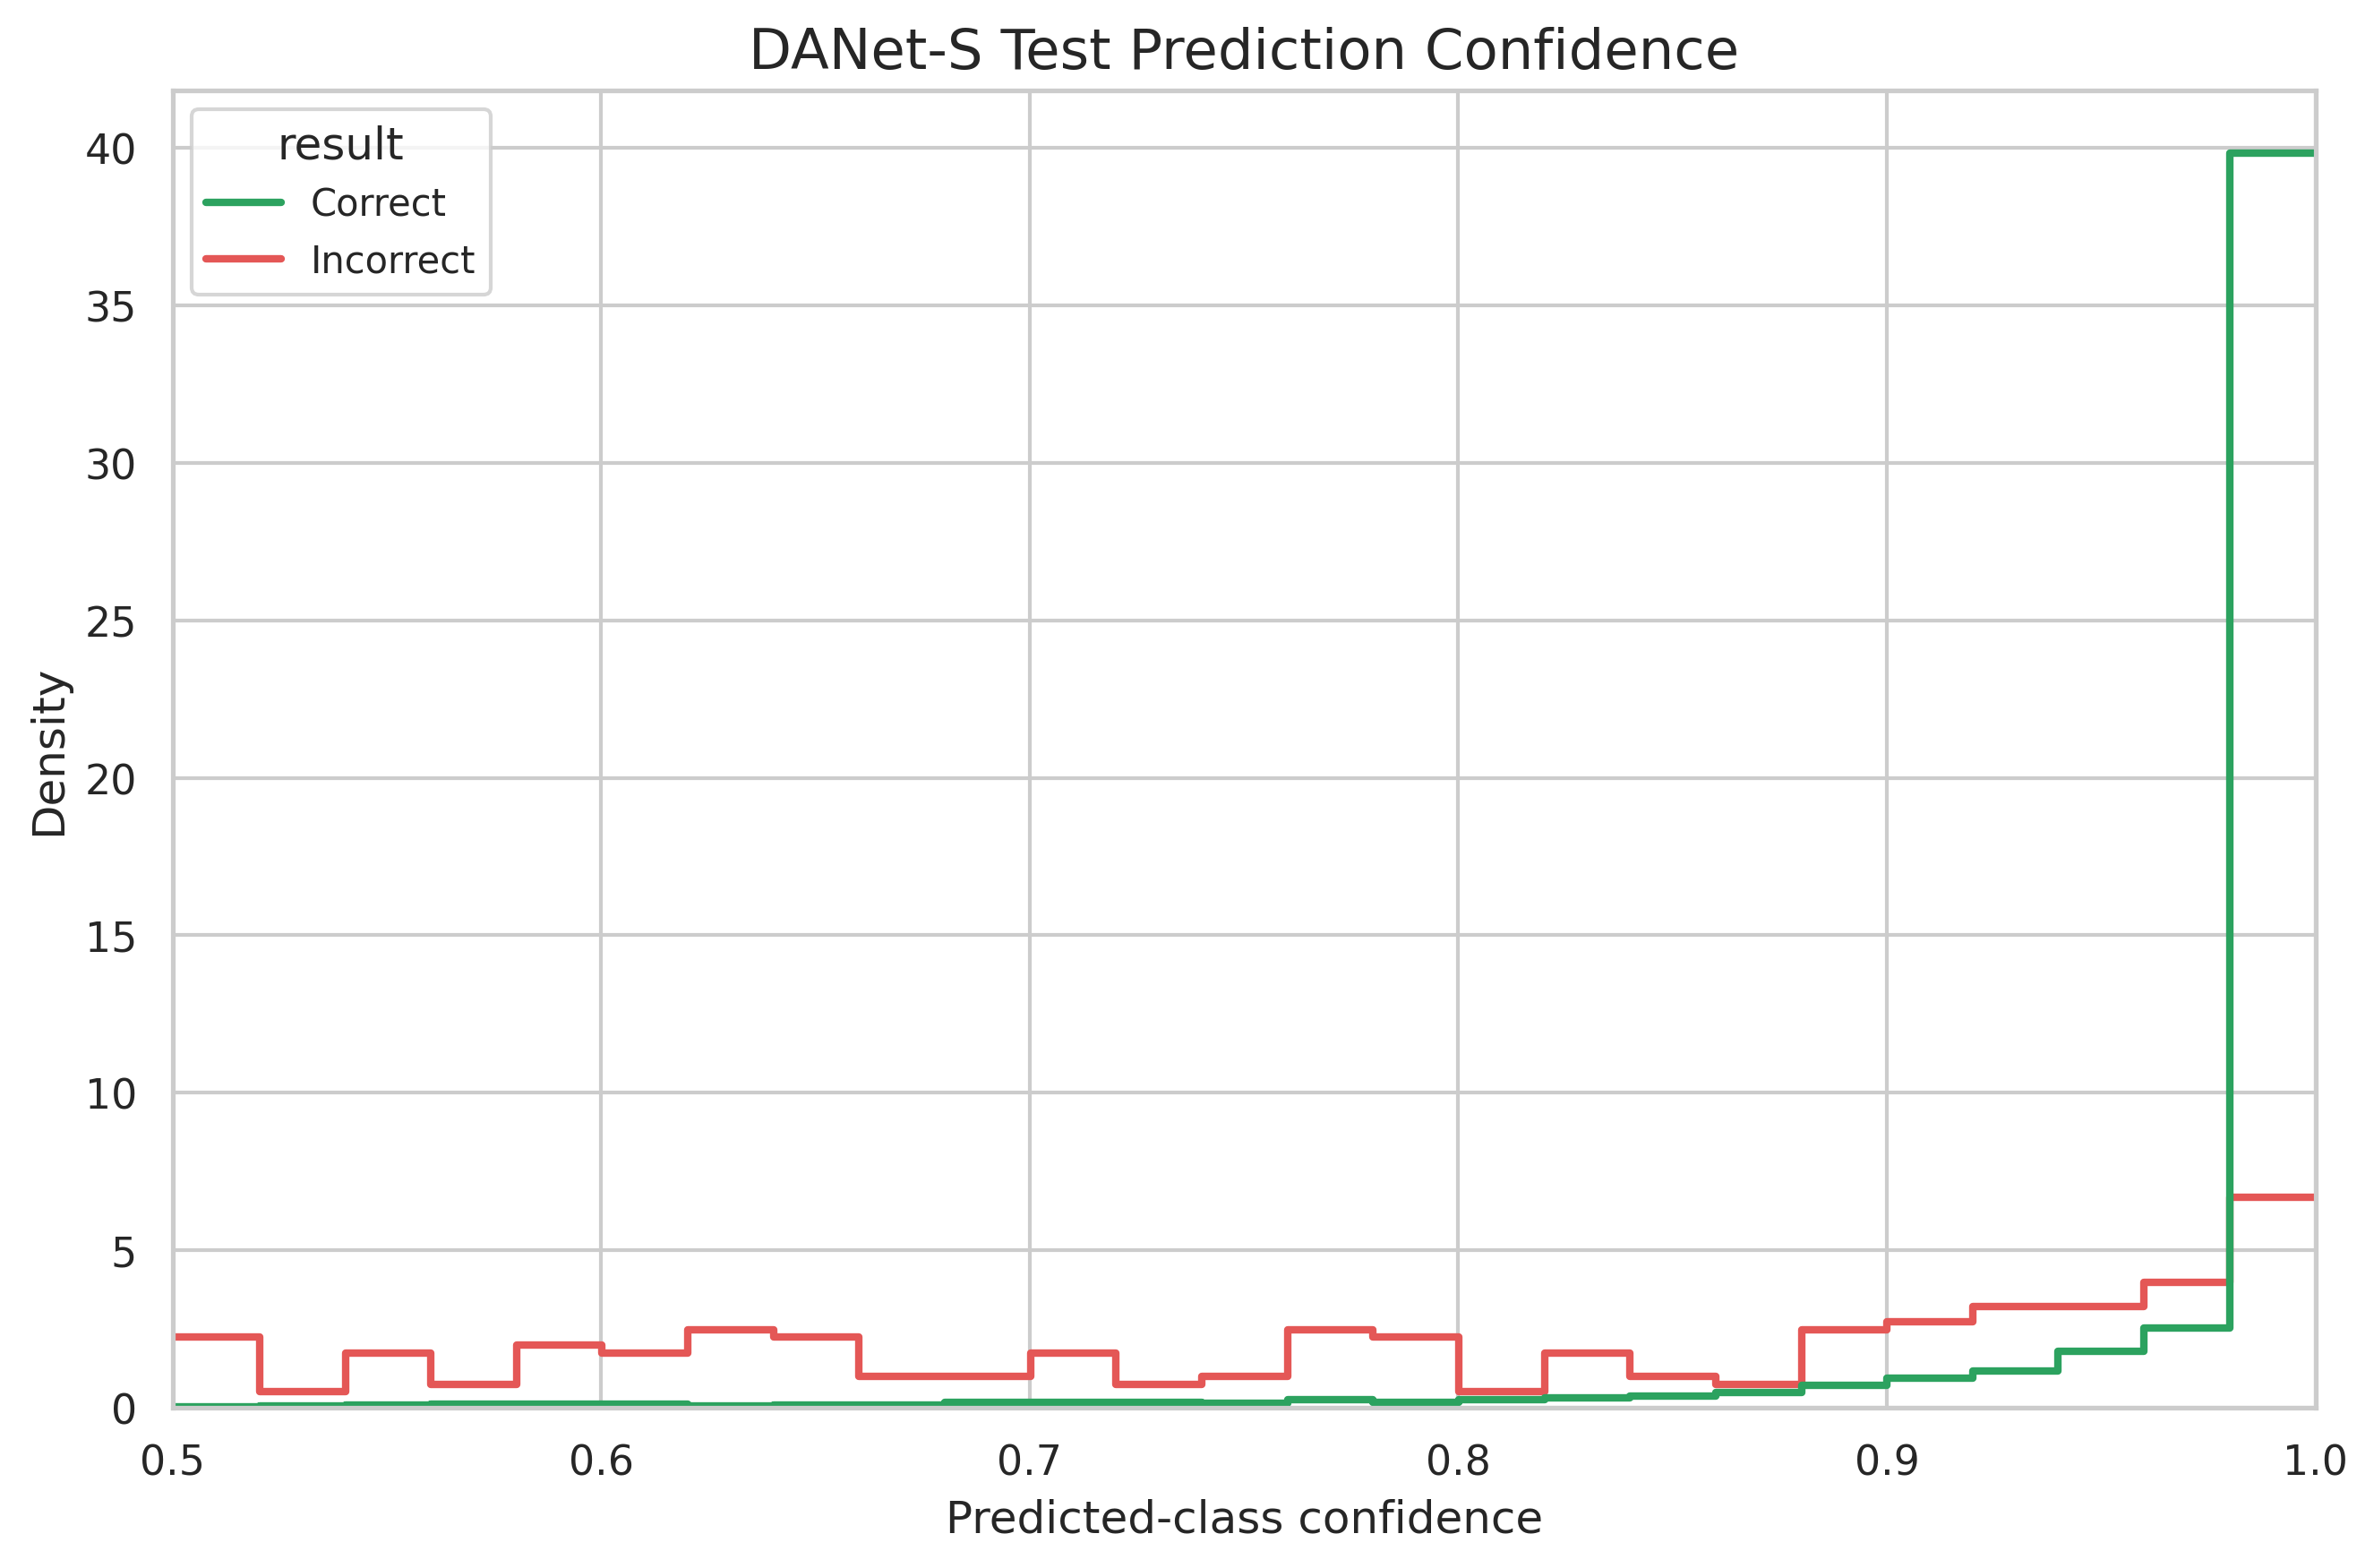 DANet-S Test Prediction Confidence
result
Correct
Incorrect
40
35
30
25
20
15
10
5
0
Density
0.5 0.6 0.7 0.8 0.9 1.0
Predicted-class confidence